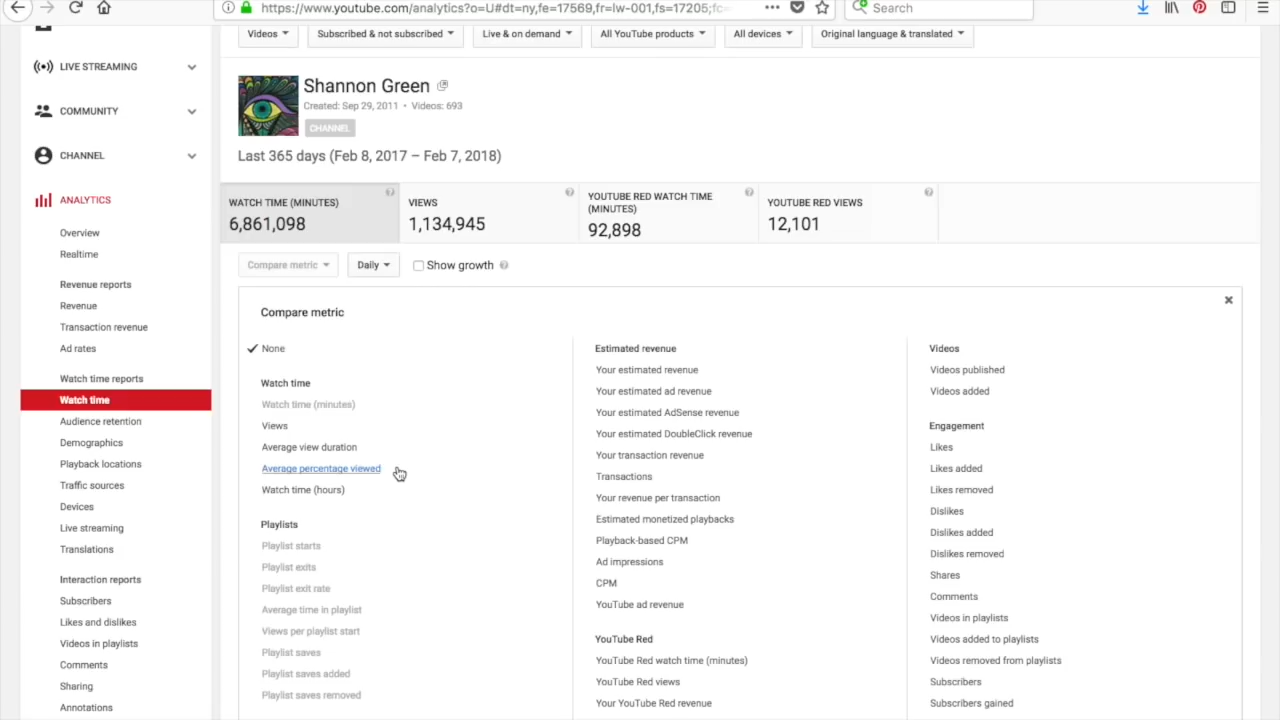 https://www.youtube.com/analytics?o=U#dt=ny,fe=17569,fr=lw-001,fs=17205;fc=
Search
Videos
Subscribed & not subscribed
Live & on demand
All YouTube products
All devices
Original language & translated
LIVE STREAMING
COMMUNITY
CHANNEL
ANALYTICS
Overview
Realtime
Revenue reports
Revenue
Transaction revenue
Ad rates
Watch time reports
Watch time
Audience retention
Demographics
Playback locations
Traffic sources
Devices
Live streaming
Translations
Interaction reports
Subscribers
Likes and dislikes
Videos in playlists
Comments
Sharing
Annotations
Shannon Green
Created: Sep 29, 2011 • Videos: 693
CHANNEL
Last 365 days (Feb 8, 2017 – Feb 7, 2018)
WATCH TIME (MINUTES)
6,861,098
VIEWS
1,134,945
YOUTUBE RED WATCH TIME
(MINUTES)
92,898
YOUTUBE RED VIEWS
12,101
Compare metric
Daily
Show growth
Compare metric
None
Watch time
Watch time (minutes)
Views
Average view duration
Average percentage viewed
Watch time (hours)
Playlists
Playlist starts
Playlist exits
Playlist exit rate
Average time in playlist
Views per playlist start
Playlist saves
Playlist saves added
Playlist saves removed
Estimated revenue
Your estimated revenue
Your estimated ad revenue
Your estimated AdSense revenue
Your estimated DoubleClick revenue
Your transaction revenue
Transactions
Your revenue per transaction
Estimated monetized playbacks
Playback-based CPM
Ad impressions
CPM
YouTube ad revenue
YouTube Red
YouTube Red watch time (minutes)
YouTube Red views
Your YouTube Red revenue
Videos
Videos published
Videos added
Engagement
Likes
Likes added
Likes removed
Dislikes
Dislikes added
Dislikes removed
Shares
Comments
Videos in playlists
Videos added to playlists
Videos removed from playlists
Subscribers
Subscribers gained